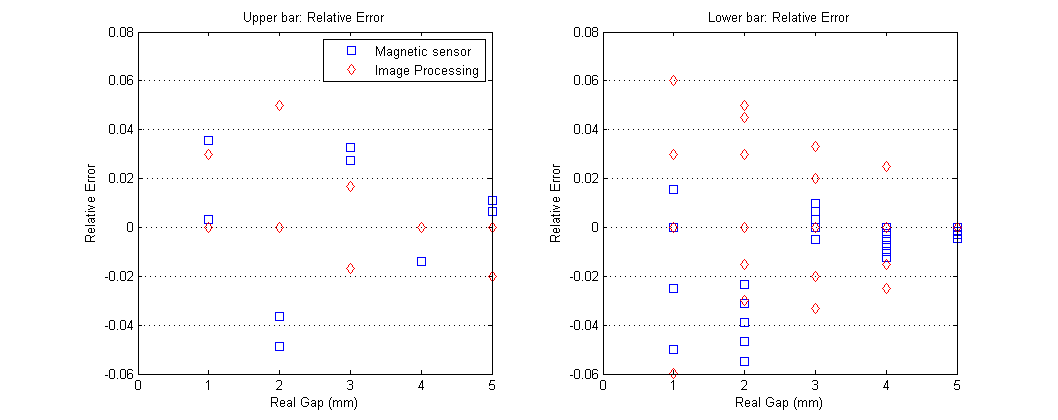 Upper bar: Relative Error
Magnetic sensor
Image Processing
0.08
0.06
0.04
0.02
0
-0.02
-0.04
-0.06
0 1 2 3 4 5
Relative Error
Real Gap (mm)
Lower bar: Relative Error
0.08
0.06
0.04
0.02
0
-0.02
-0.04
-0.06
0 1 2 3 4 5
Relative Error
Real Gap (mm)